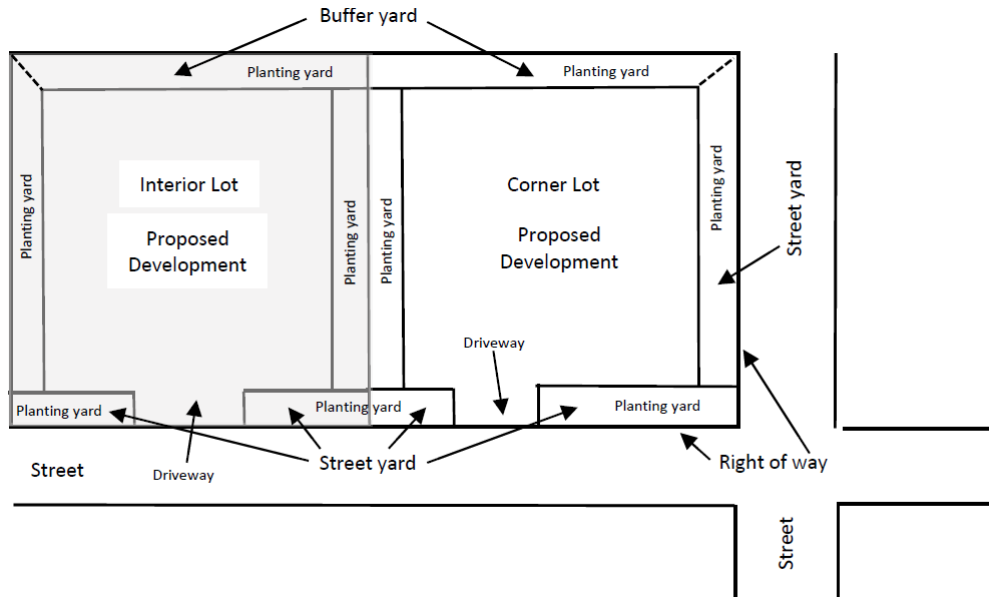 Buffer yard
Planting yard
Planting yard
Planting yard
Interior Lot
Proposed
Development
Planting yard
Planting yard
Corner Lot
Proposed
Development
Planting yard
Street yard
Driveway
Planting yard
Planting yard
Planting yard
Street
Driveway
Street yard
Right of way
Street